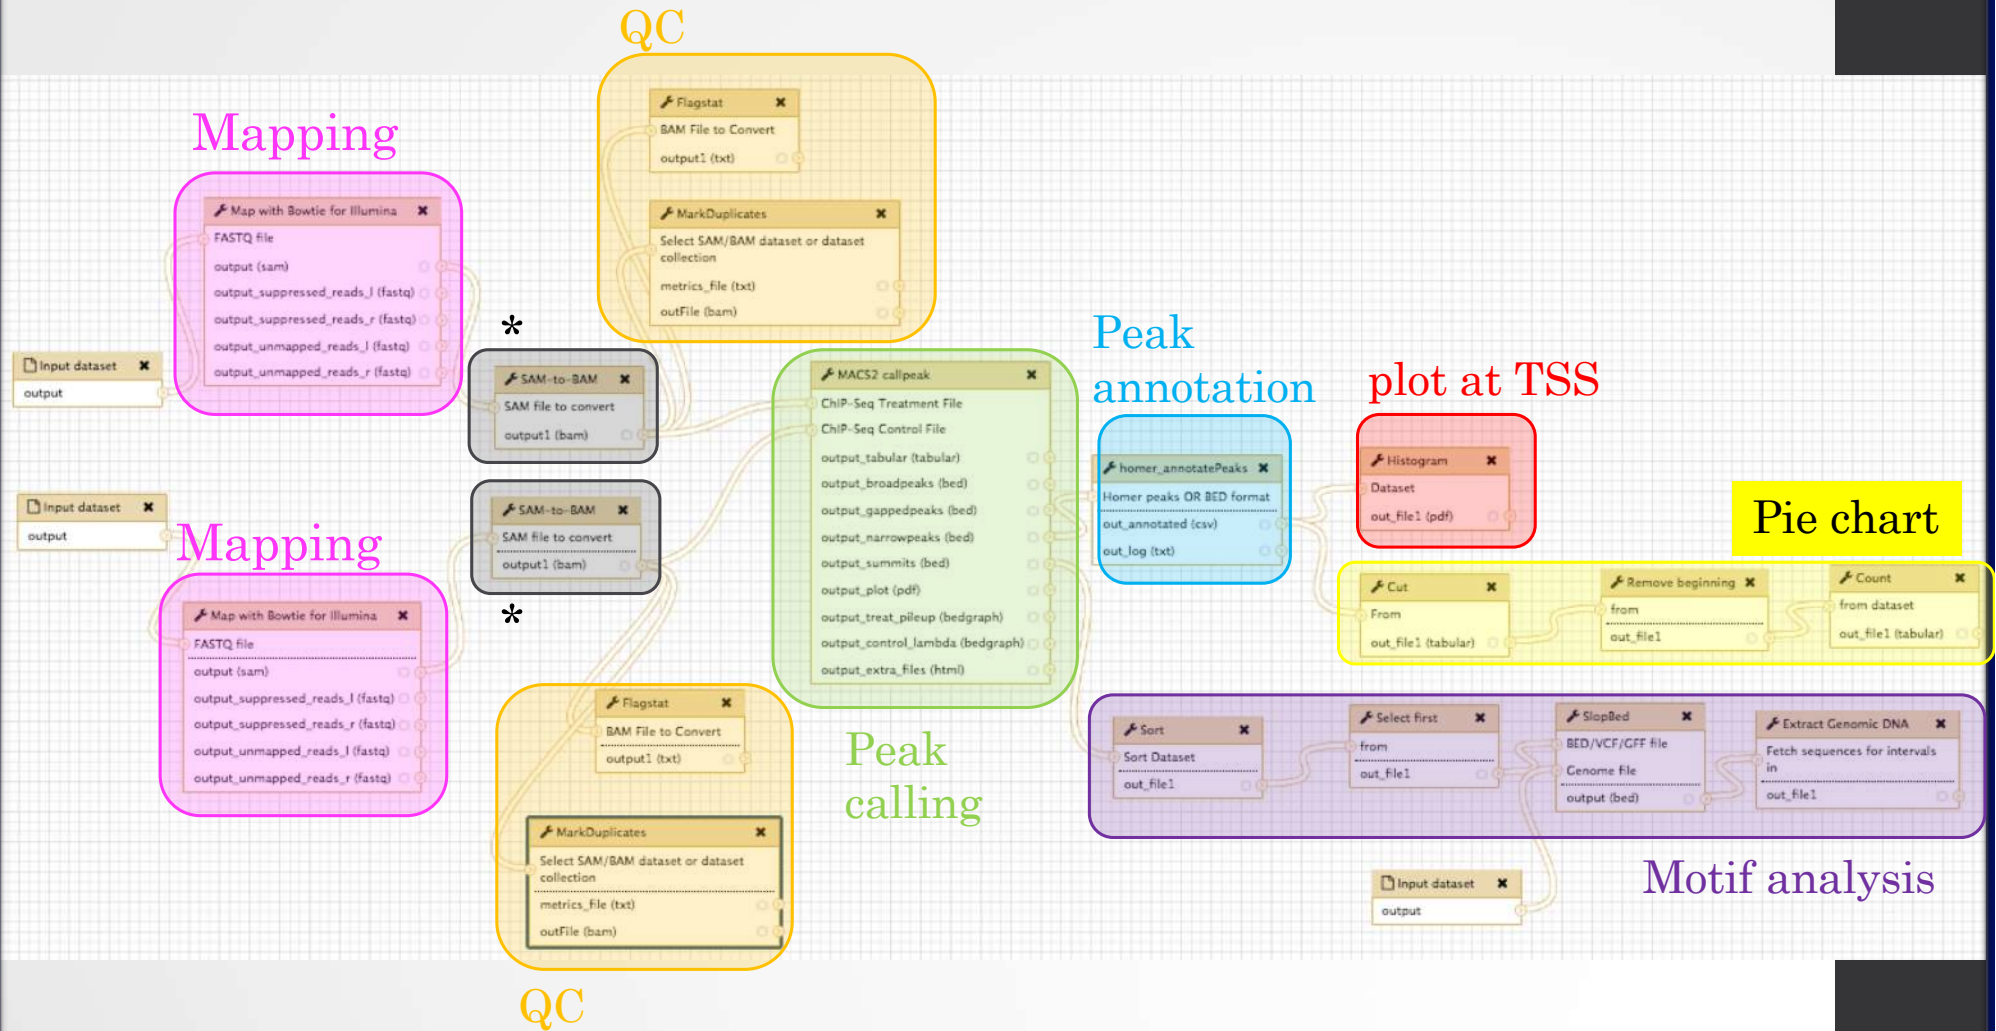 QC
Flagstat
BAM File to Convert
output1 (txt)
MarkDuplicates
Select SAM/BAM dataset or dataset
collection
metrics_file (txt)
outFile (bam)
Mapping
Map with Bowtie for Illumina
FASTQ file
output (sam)
output_suppressed_reads_l (fastq)
output_suppressed_reads_r (fastq)
output_unmapped_reads_l (fastq)
output_unmapped_reads_r (fastq)
Input dataset
output
*
SAM-to-BAM
SAM file to convert
output1 (bam)
Input dataset
output
SAM-to-BAM
SAM file to convert
output1 (bam)
*
Mapping
Map with Bowtie for Illumina
FASTQ file
output (sam)
output_suppressed_reads_l (fastq)
output_suppressed_reads_r (fastq)
output_unmapped_reads_l (fastq)
output_unmapped_reads_r (fastq)
Flagstat
BAM File to Convert
output1 (txt)
MarkDuplicates
Select SAM/BAM dataset or dataset
collection
metrics_file (txt)
outFile (bam)
QC
MACS2 callpeak
ChIP-Seq Treatment File
ChIP-Seq Control File
output_tabular (tabular)
output_broadpeaks (bed)
output_gappedpeaks (bed)
output_narrowpeaks (bed)
output_summits (bed)
output_plot (pdf)
output_treat_pileup (bedgraph)
output_control_lambda (bedgraph)
output_extra_files (html)
Peak
calling
Peak
annotation
homer_annotatePeaks
Homer peaks OR BED format
out_annotated (csv)
out_log (txt)
plot at TSS
Histogram
Dataset
out_file1 (pdf)
Pie chart
Cut
From
out_file1 (tabular)
Remove beginning
from
out_file1
Count
from dataset
out_file1 (tabular)
Sort
Sort Dataset
out_file1
Select first
from
out_file1
SlopBed
BED/VCF/GFF file
Genome file
output (bed)
Extract Genomic DNA
Fetch sequences for intervals
in
out_file1
Motif analysis
Input dataset
output